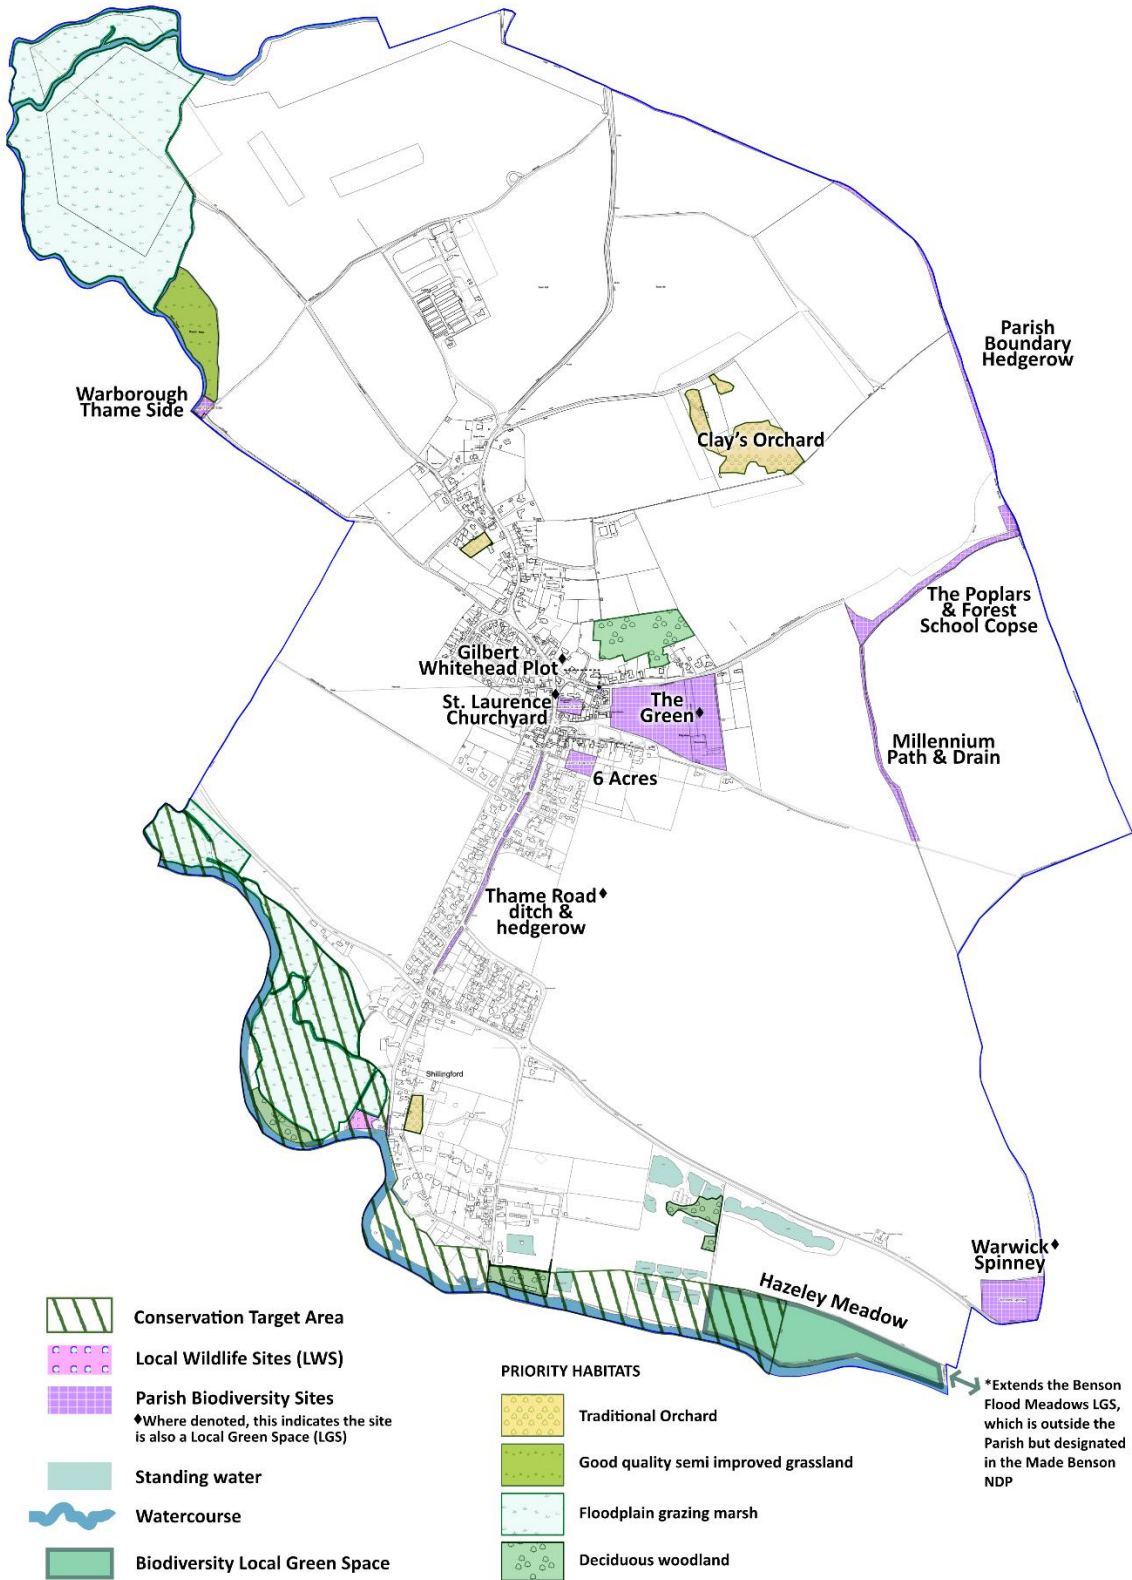 Parish
Boundary
Hedgerow
Warborough
Thame Side
Clay's Orchard
The Poplars
& Forest
School Copse
Gilbert
Whitehead Plot♦
St. Laurence♦
Churchyard
The
Green♦
Millennium
Path & Drain
6 Acres
Thame Road♦
ditch &
hedgerow
Shillingford
Warwick♦
Spinney
Hazeley Meadow
Conservation Target Area
Local Wildlife Sites (LWS)
Parish Biodiversity Sites
♦Where denoted, this indicates the site
is also a Local Green Space (LGS)
Standing water
Watercourse
Biodiversity Local Green Space
PRIORITY HABITATS
Traditional Orchard
Good quality semi improved grassland
Floodplain grazing marsh
Deciduous woodland
*Extends the Benson
Flood Meadows LGS,
which is outside the
Parish but designated
in the Made Benson
NDP